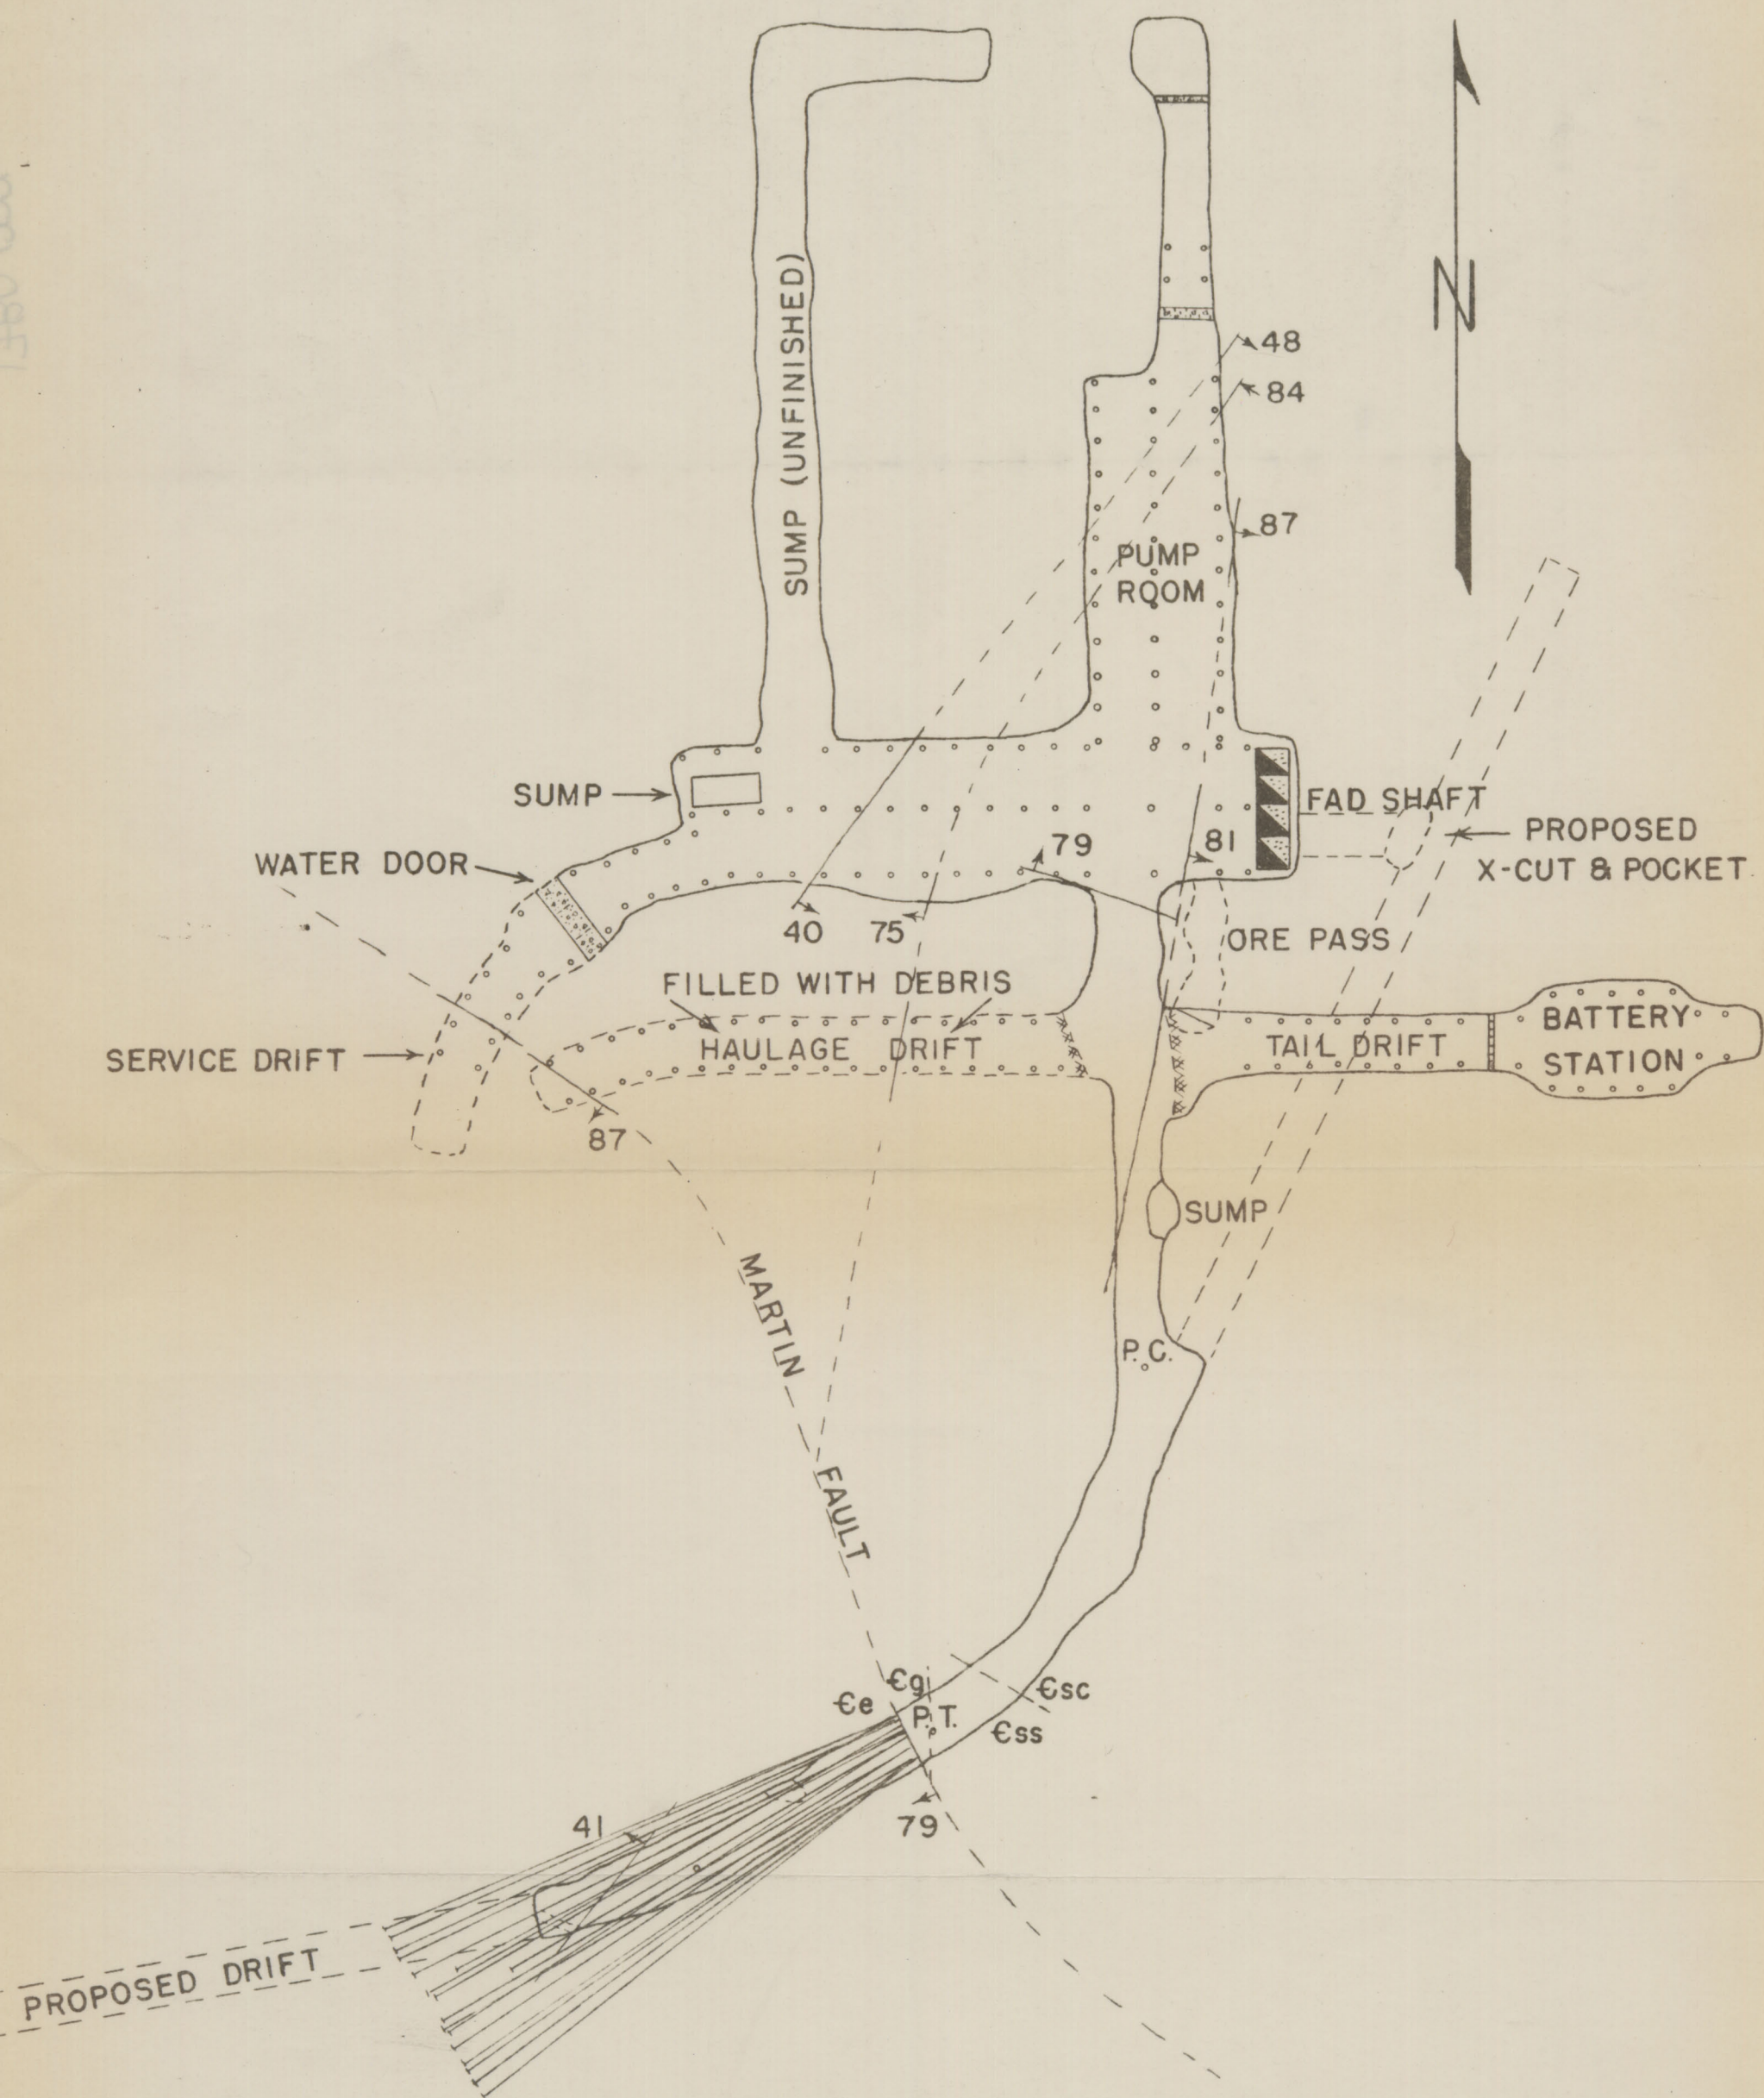 SUMP (UNFINISHED)
N
48
84
87
PUMP
ROOM
SUMP
FAD SHAFT
PROPOSED
X-CUT & POCKET
WATER DOOR
79
81
40
75
ORE PASS
FILLED WITH DEBRIS
HAULAGE DRIFT
TAIL DRIFT
BATTERY
STATION
SERVICE DRIFT
87
SUMP
MARTIN FAULT
P.C.
Єg
Єe
P.T.
Єsc
Єss
79
41
PROPOSED DRIFT